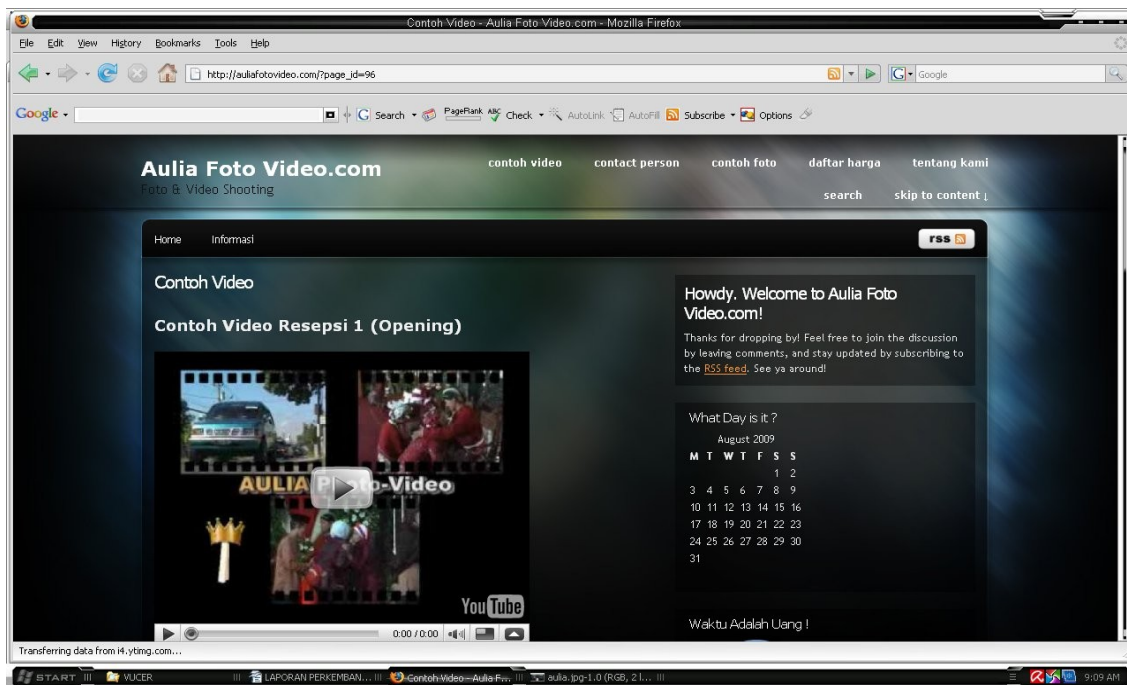 Contoh Video - Aulia Foto Video.com - Mozilla Firefox
File Edit View History Bookmarks Tools Help
http://auliafotovideo.com/?page_id=96
G Google
Google
G Search PageRank ABC Check AutoLink AutoFill Subscribe Options
Aulia Foto Video.com
Foto & Video Shooting
contoh video contact person contoh foto daftar harga tentang kami
search skip to content ↓
Home Informasi
rss
Contoh Video
Contoh Video Resepsi 1 (Opening)
AULIA Photo-Video
YouTube
0:00 / 0:00
Howdy. Welcome to Aulia Foto
Video.com!
Thanks for dropping by! Feel free to join the discussion
by leaving comments, and stay updated by subscribing to
the RSS feed. See ya around!
What Day is it ?
August 2009
M T W T F S S
1 2
3 4 5 6 7 8 9
10 11 12 13 14 15 16
17 18 19 20 21 22 23
24 25 26 27 28 29 30
31
Waktu Adalah Uang !
Transferring data from i4.ytimg.com...
START VUCER LAPORAN PERKEMBAN... Contoh Video - Aulia F... aulia.jpg-1.0 (RGB, 2 l... 9:09 AM